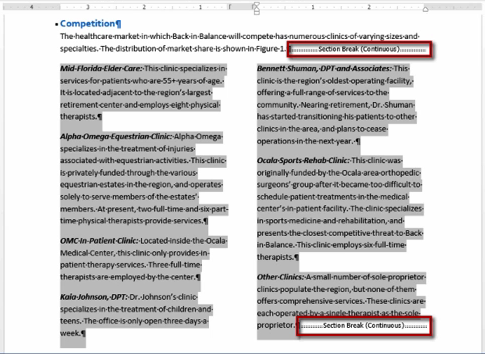 4 3 2 1 1 2
Competition¶
The healthcare market in which Back-in-Balance will compete has numerous clinics of varying sizes and
specialties. The distribution of market share is shown in Figure 1. Section Break (Continuous)
Mid-Florida Elder Care: This clinic specializes in
services for patients who are 55+ years of age.
It is located adjacent to the region's largest
retirement center and employs eight physical
therapists.¶
Alpha Omega Equestrian Clinic: Alpha Omega
specializes in the treatment of injuries
associated with equestrian activities. This clinic
is privately funded through the various
equestrian estates in the region, and operates
solely to serve members of the estates'
members. At present, two full-time and six part-
time physical therapists provide services.
OMC In-Patient Clinic: Located inside the Ocala
Medical Center, this clinic only provides in-
patient therapy services. Three full-time
therapists are employed by the center.¶
Kaia Johnson, DPT: Dr. Johnson's clinic
specializes in the treatment of children and
teens. The office is only open three days a
week.¶
Bennett-Shuman, DPT and Associates: This
clinic is the region's oldest operating facility,
offering a full range of services to the
community. Nearing retirement, Dr. Shuman
has started transitioning his patients to other
clinics in the area, and plans to cease
operations in the next year.¶
Ocala Sports Rehab Clinic: This clinic was
originally funded by the Ocala area orthopedic
surgeons' group after it became too difficult to
schedule patient treatments in the medical
center's in-patient facility. The clinic specializes
in sports medicine and rehabilitation, and
presents the closest competitive threat to Back
in Balance. This clinic employs six full-time
therapists.¶
Other Clinics: A small number of sole proprietor
clinics populate the region, but none of them
offers comprehensive services. These clinics are
each operated by a single therapist as the sole
proprietor. Section Break (Continuous)